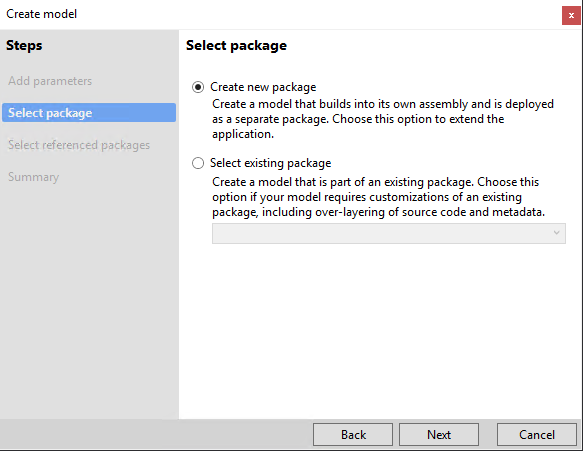 Create model
x
Steps
Add parameters
Select package
Select referenced packages
Summary
Select package
Create new package
Create a model that builds into its own assembly and is deployed
as a separate package. Choose this option to extend the
application.
Select existing package
Create a model that is part of an existing package. Choose this
option if your model requires customizations of an existing
package, including over-layering of source code and metadata.
Back
Next
Cancel